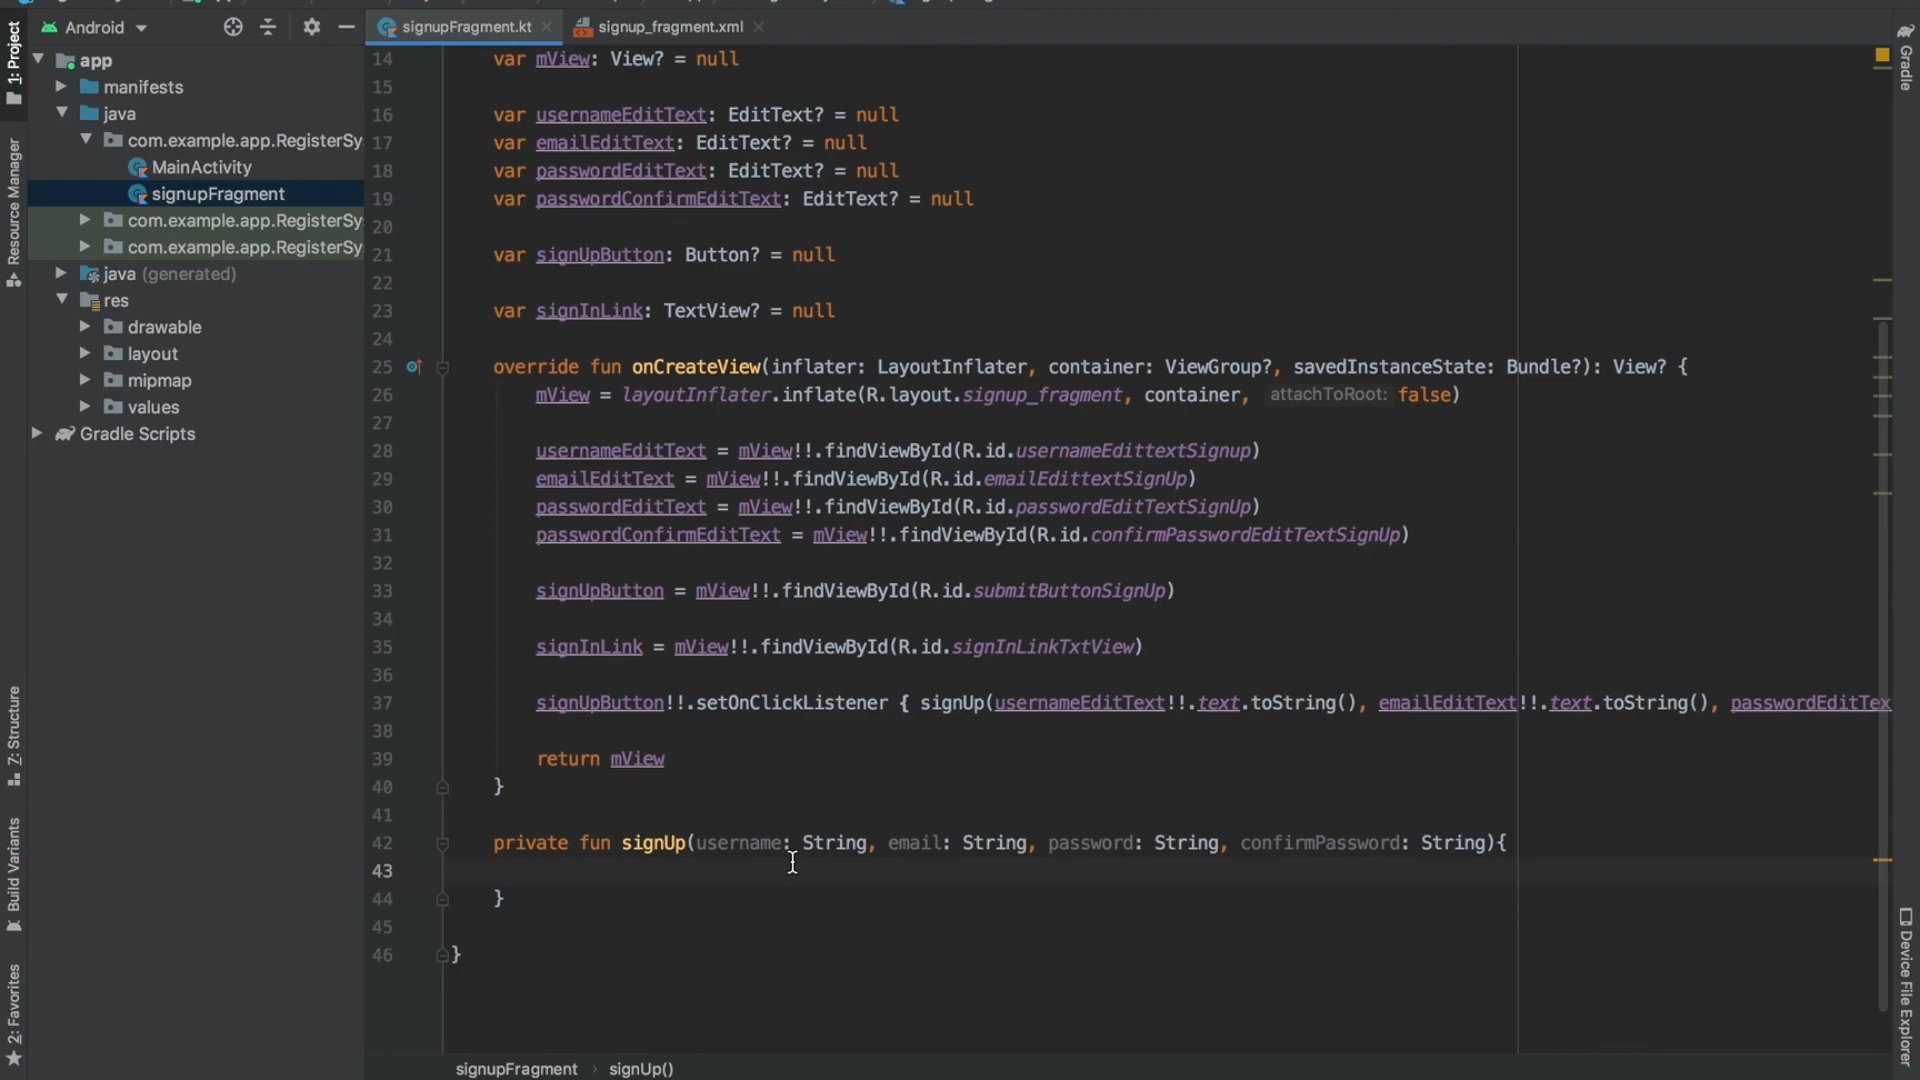 Android
signupFragment.kt
signup_fragment.xml
1: Project
Resource Manager
7: Structure
Build Variants
2: Favorites
app
manifests
java
com.example.app.RegisterSy
MainActivity
signupFragment
com.example.app.RegisterSy
com.example.app.RegisterSy
java (generated)
res
drawable
layout
mipmap
values
Gradle Scripts
14 var mView: View? = null
15
16 var usernameEditText: EditText? = null
17 var emailEditText: EditText? = null
18 var passwordEditText: EditText? = null
19 var passwordConfirmEditText: EditText? = null
20
21 var signUpButton: Button? = null
22
23 var signInLink: TextView? = null
24
25 override fun onCreateView(inflater: LayoutInflater, container: ViewGroup?, savedInstanceState: Bundle?): View? {
26 mView = layoutInflater.inflate(R.layout.signup_fragment, container, attachToRoot: false)
27
28 usernameEditText = mView!!.findViewById(R.id.usernameEdittextSignup)
29 emailEditText = mView!!.findViewById(R.id.emailEdittextSignUp)
30 passwordEditText = mView!!.findViewById(R.id.passwordEditTextSignUp)
31 passwordConfirmEditText = mView!!.findViewById(R.id.confirmPasswordEditTextSignUp)
32
33 signUpButton = mView!!.findViewById(R.id.submitButtonSignUp)
34
35 signInLink = mView!!.findViewById(R.id.signInLinkTxtView)
36
37 signUpButton!!.setOnClickListener { signUp(usernameEditText!!.text.toString(), emailEditText!!.text.toString(), passwordEditTex
38
39 return mView
40 }
41
42 private fun signUp(username: String, email: String, password: String, confirmPassword: String){
43
44 }
45
46 }
signupFragment › signUp()
Gradle
Device File Explorer